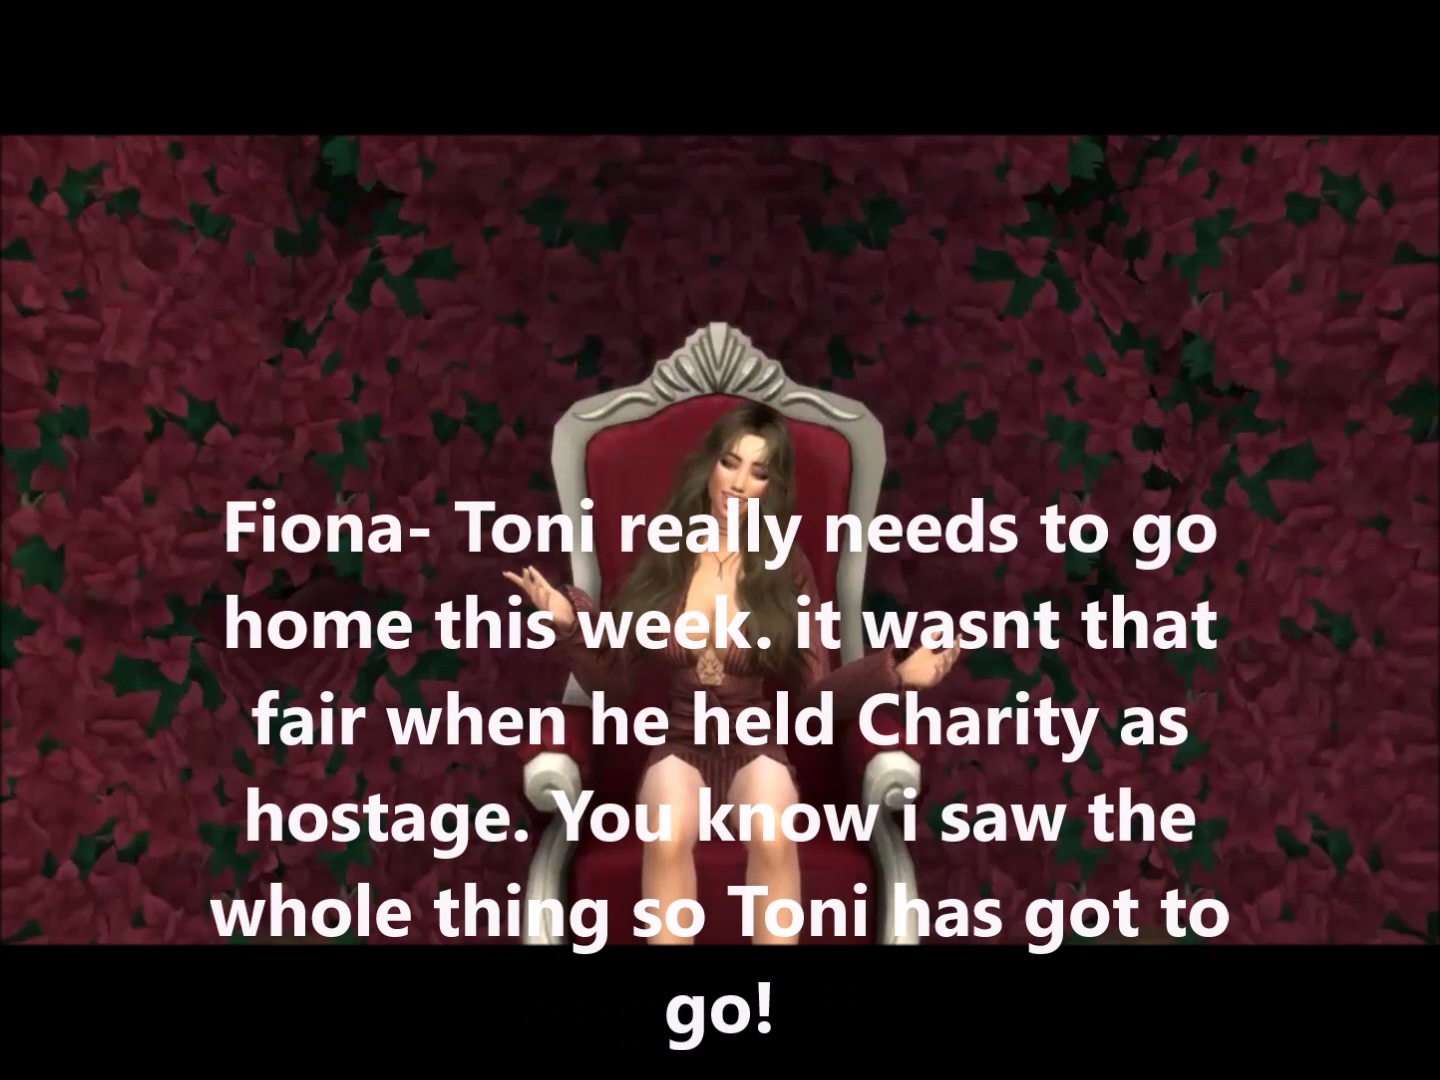 Fiona- Toni really needs to go
home this week. it wasnt that
fair when he held Charity as
hostage. You know i saw the
whole thing so Toni has got to
go!